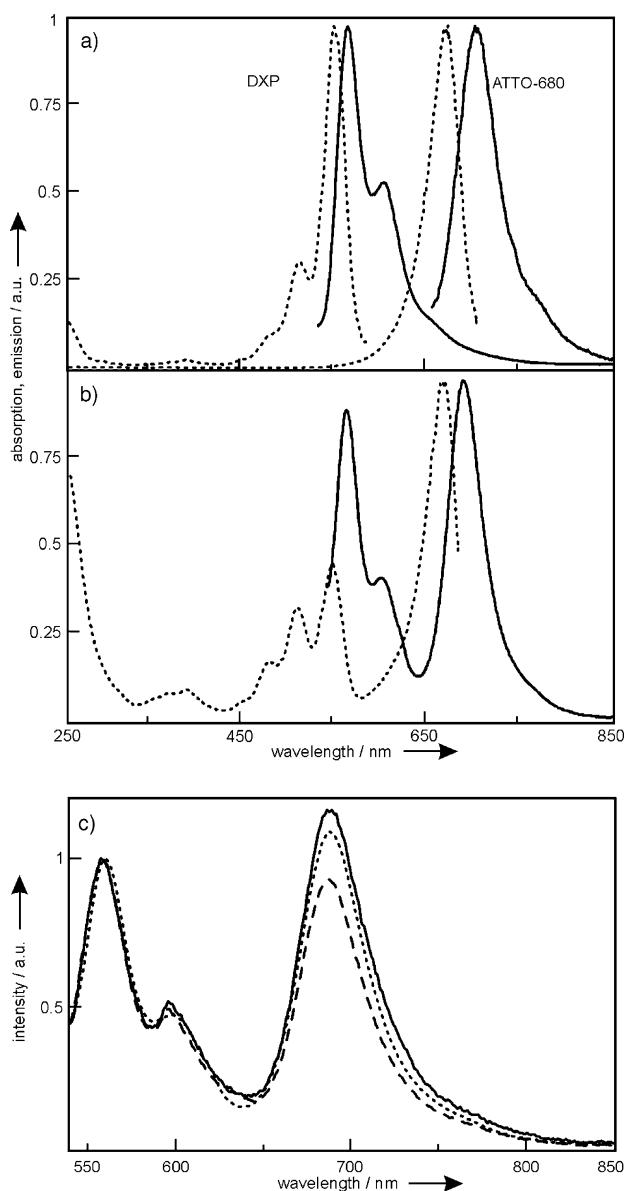 1
a)
DXP
ATTO-680
0.75
0.5
0.25
absorption, emission / a.u.
b)
0.75
0.5
0.25
250
450
650
850
wavelength / nm
c)
1
intensity / a.u.
0.5
550
600
700
800
850
wavelength / nm